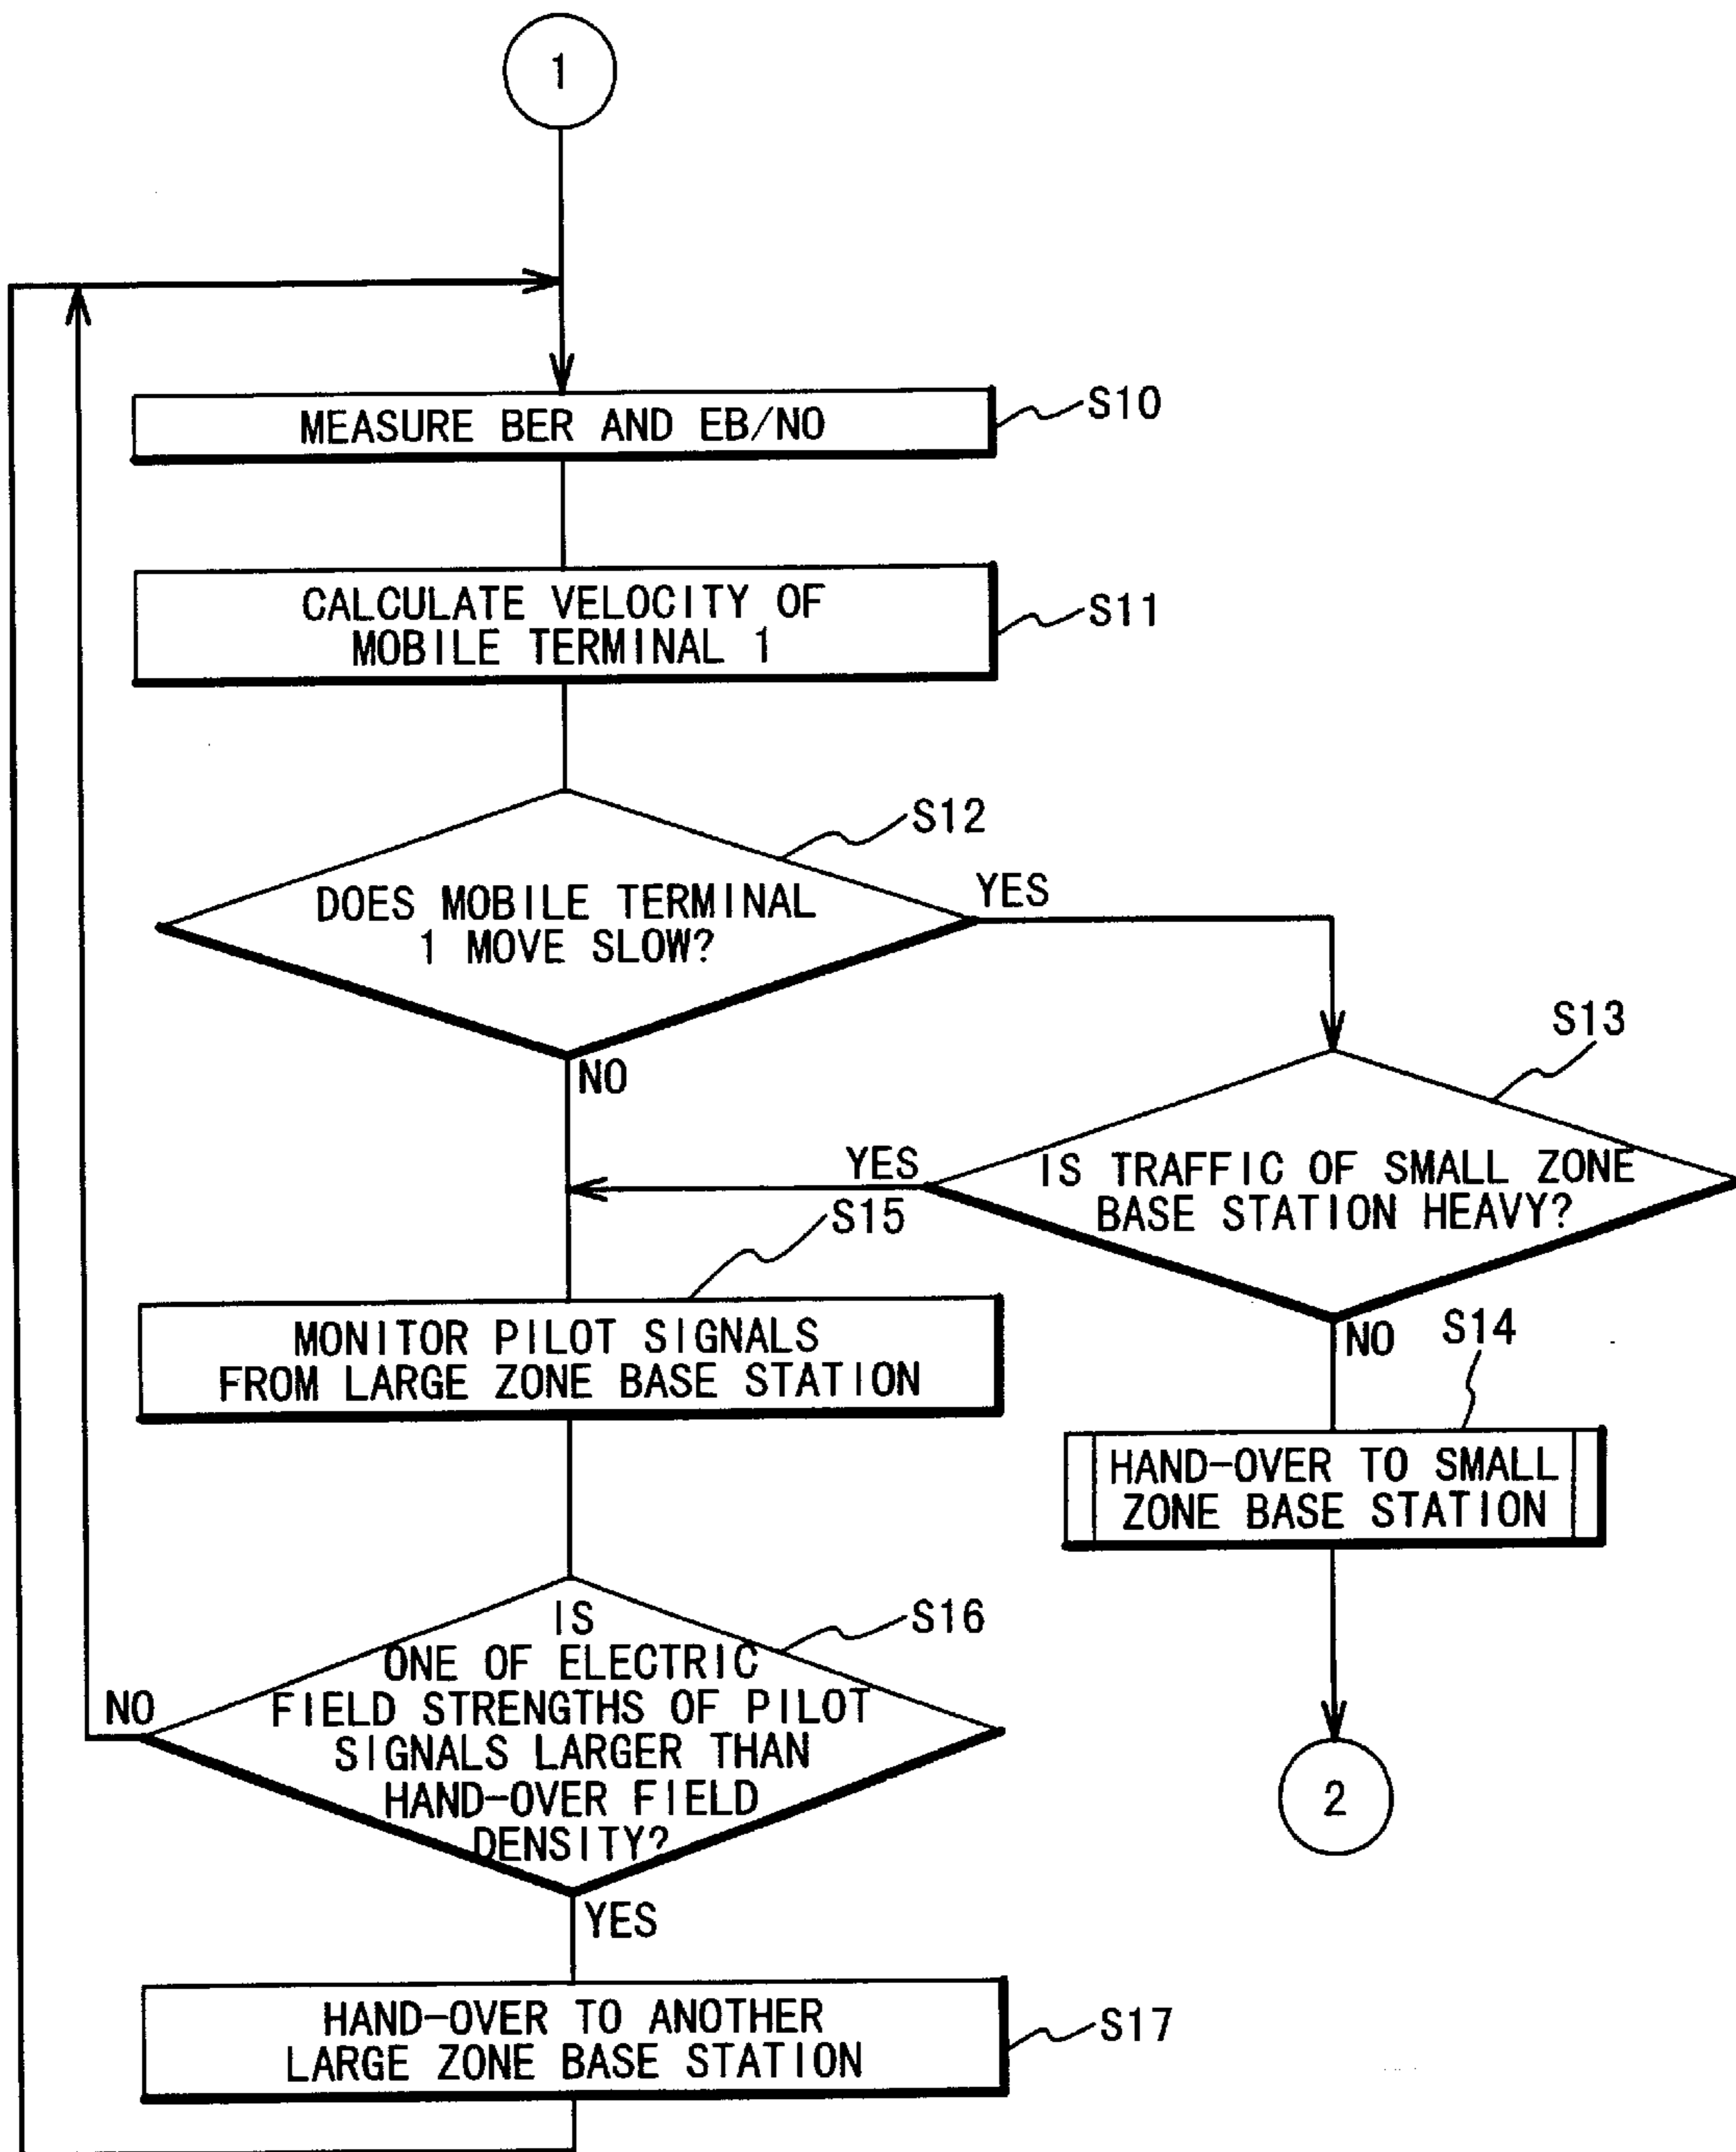 1
MEASURE BER AND EB/NO
S10
CALCULATE VELOCITY OF
MOBILE TERMINAL 1
S11
S12
DOES MOBILE TERMINAL
1 MOVE SLOW?
YES
NO
S13
IS TRAFFIC OF SMALL ZONE
BASE STATION HEAVY?
YES
NO
S14
HAND-OVER TO SMALL
ZONE BASE STATION
2
S15
MONITOR PILOT SIGNALS
FROM LARGE ZONE BASE STATION
S16
IS
ONE OF ELECTRIC
FIELD STRENGTHS OF PILOT
SIGNALS LARGER THAN
HAND-OVER FIELD
DENSITY?
NO
YES
HAND-OVER TO ANOTHER
LARGE ZONE BASE STATION
S17